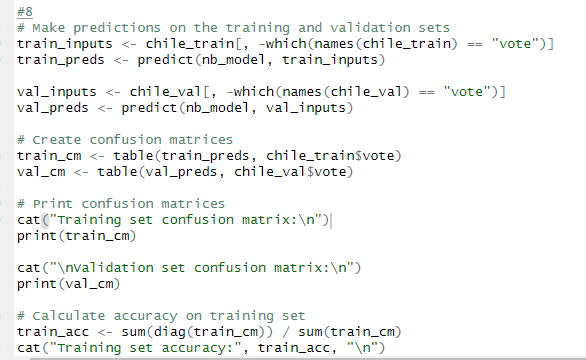 #8
# Make predictions on the training and validation sets
train_inputs <- chile_train[, -which(names(chile_train) == "vote")]
train_preds <- predict(nb_model, train_inputs)
val_inputs <- chile_val[, -which(names(chile_val) == "vote")]
val_preds <- predict(nb_model, val_inputs)
# Create confusion matrices
train_cm <- table(train_preds, chile_train$vote)
val_cm <- table(val_preds, chile_val$vote)
# Print confusion matrices
cat("Training set confusion matrix:\n")
print(train_cm)
cat("\nValidation set confusion matrix:\n")
print(val_cm)
# Calculate accuracy on training set
train_acc <- sum(diag(train_cm)) / sum(train_cm)
cat("Training set accuracy:", train_acc, "\n")